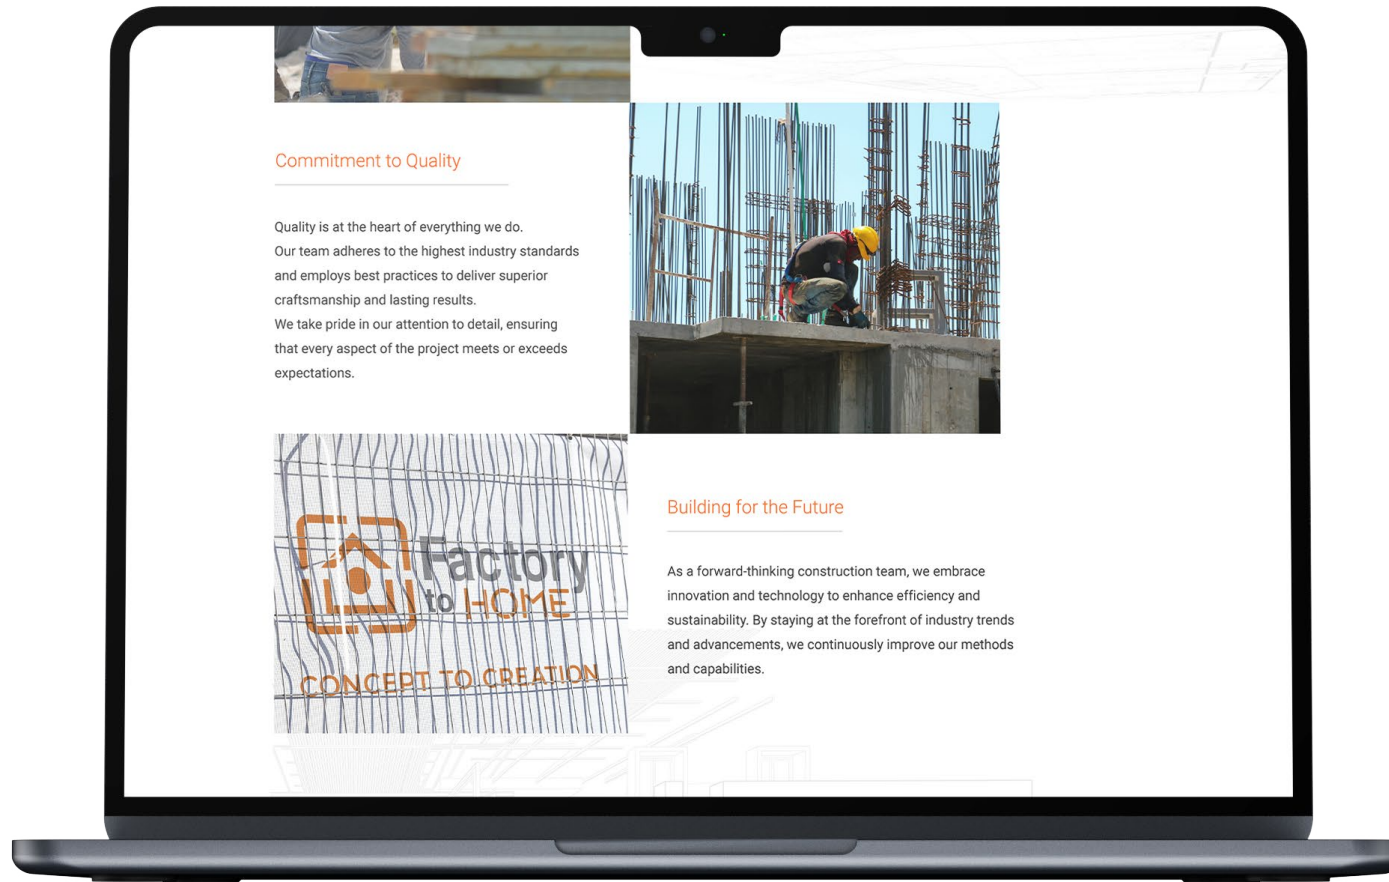 Commitment to Quality
Quality is at the heart of everything we do.
Our team adheres to the highest industry standards
and employs best practices to deliver superior
craftsmanship and lasting results.
We take pride in our attention to detail, ensuring
that every aspect of the project meets or exceeds
expectations.
Factory
to HOME
CONCEPT TO CREATION
Building for the Future
As a forward-thinking construction team, we embrace
innovation and technology to enhance efficiency and
sustainability. By staying at the forefront of industry trends
and advancements, we continuously improve our methods
and capabilities.